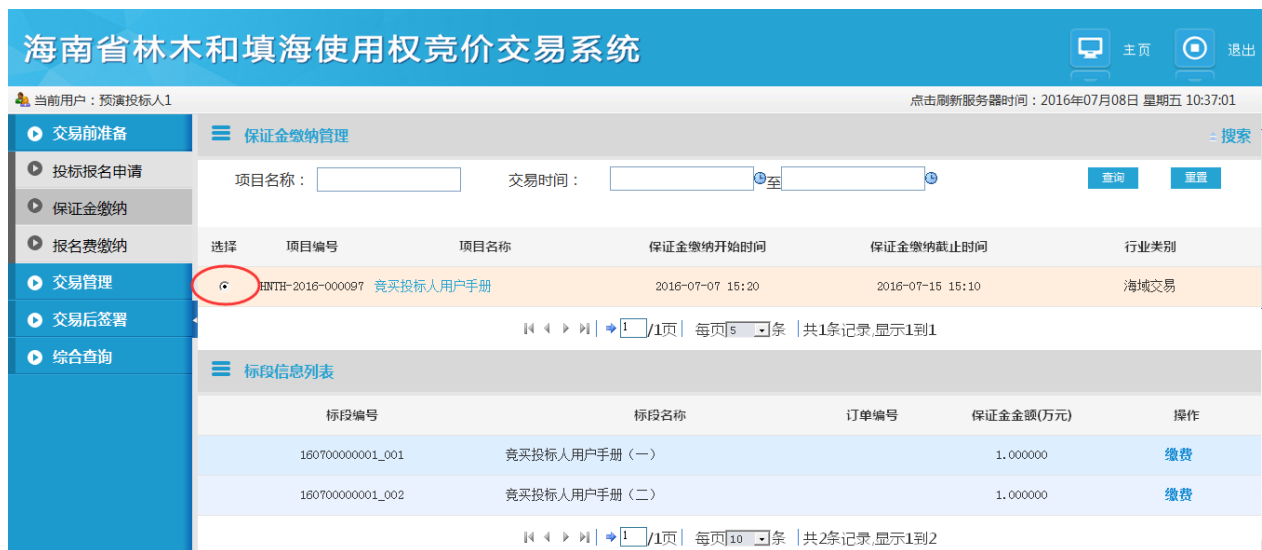 海南省林木和填海使用权竞价交易系统
主页 退出
当前用户：预演投标人1 点击刷新服务器时间：2016年07月08日 星期五 10:37:01
交易前准备
投标报名申请
保证金缴纳
报名费缴纳
交易管理
交易后签署
综合查询
保证金缴纳管理 搜索
项目名称： 交易时间： 至 查询 重置
选择 项目编号 项目名称 保证金缴纳开始时间 保证金缴纳截止时间 行业类别
HNTH-2016-000097 竞买投标人用户手册 2016-07-07 15:20 2016-07-15 15:10 海域交易
1 /1页 每页 5 条 共1条记录,显示1到1
标段信息列表
标段编号 标段名称 订单编号 保证金金额(万元) 操作
160700000001_001 竞买投标人用户手册（一） 1.000000 缴费
160700000001_002 竞买投标人用户手册（二） 1.000000 缴费
1 /1页 每页 10 条 共2条记录,显示1到2